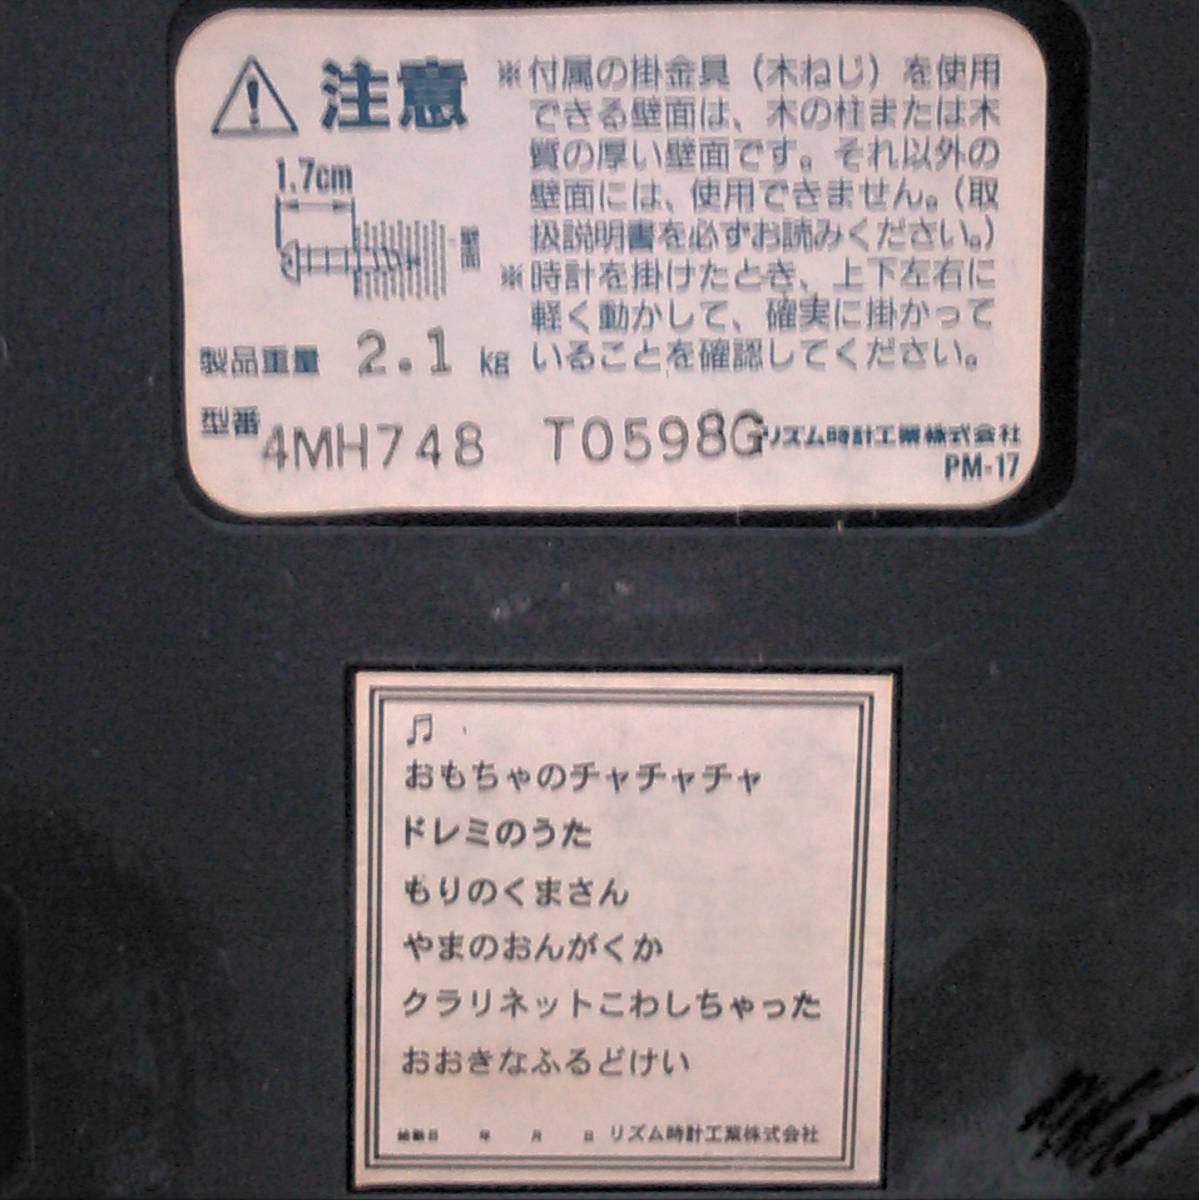 注意
※付属の掛金具（木ねじ）を使用
できる壁面は、木の柱または木
質の厚い壁面です。それ以外の
壁面には、使用できません。（取
扱説明書を必ずお読みください。）
※時計を掛けたとき、上下左右に
軽く動かして、確実に掛かって
いることを確認してください。
1.7cm
壁面
製品重量 2.1 kg
型番 4MH748 T0598G
リズム時計工業株式会社
PM-17
♫
おもちゃのチャチャチャ
ドレミのうた
もりのくまさん
やまのおんがくか
クラリネットこわしちゃった
おおきなふるどけい
始動日 年 月 日 リズム時計工業株式会社